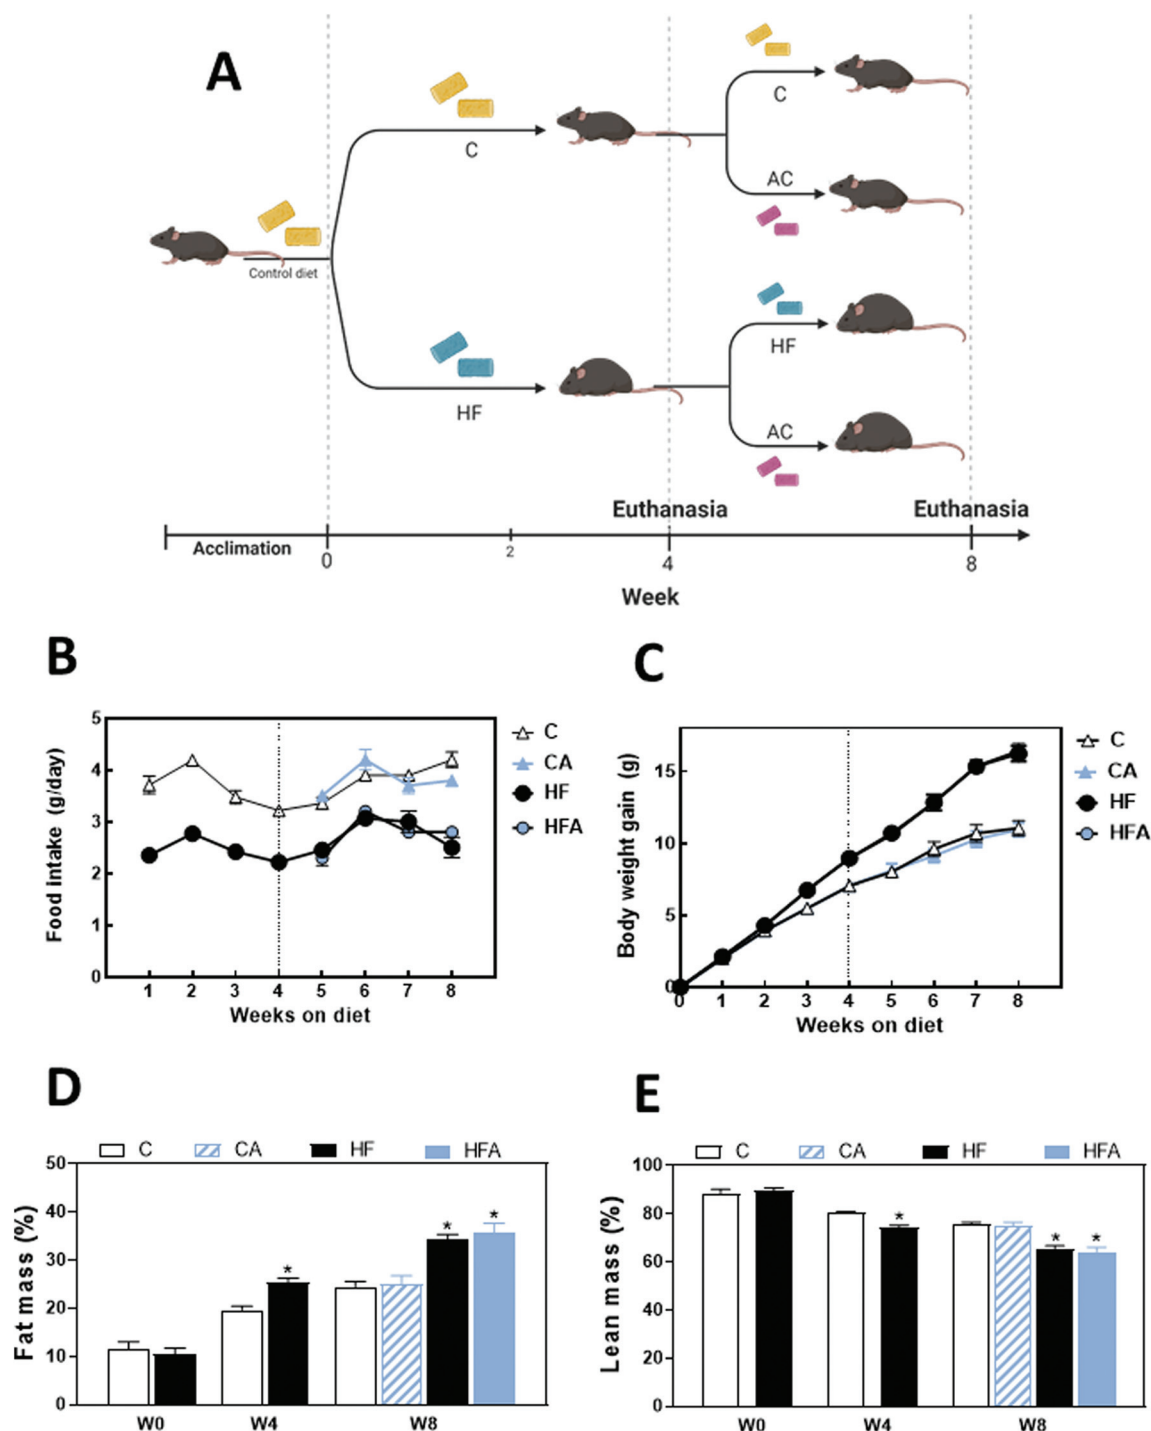 A
C
C
AC
Control diet
HF
HF
AC
Euthanasia
Euthanasia
Acclimation
0
2
4
8
Week
B
Food intake (g/day)
5
4
3
2
1
0
1 2 3 4 5 6 7 8
Weeks on diet
C
CA
HF
HFA
C
Body weight gain (g)
15
10
5
0
0 1 2 3 4 5 6 7 8
Weeks on diet
C
CA
HF
HFA
D
C CA HF HFA
Fat mass (%)
50
40
30
20
10
0
* * *
W0 W4 W8
E
C CA HF HFA
Lean mass (%)
100
80
60
40
20
0
* * *
W0 W4 W8